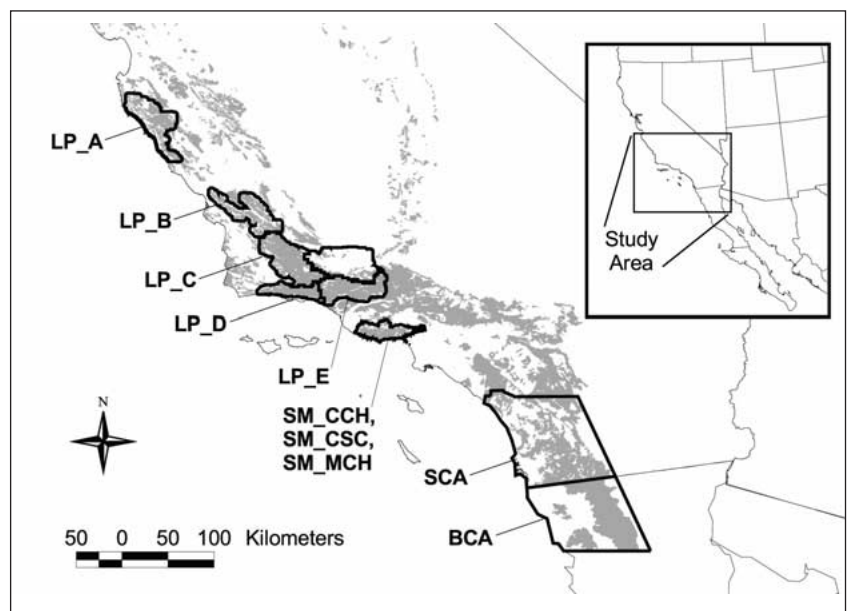 LP_A
LP_B
LP_C
LP_D
LP_E
SM_CCH,
SM_CSC,
SM_MCH
SCA
BCA
Study
Area
N
50 0 50 100 Kilometers